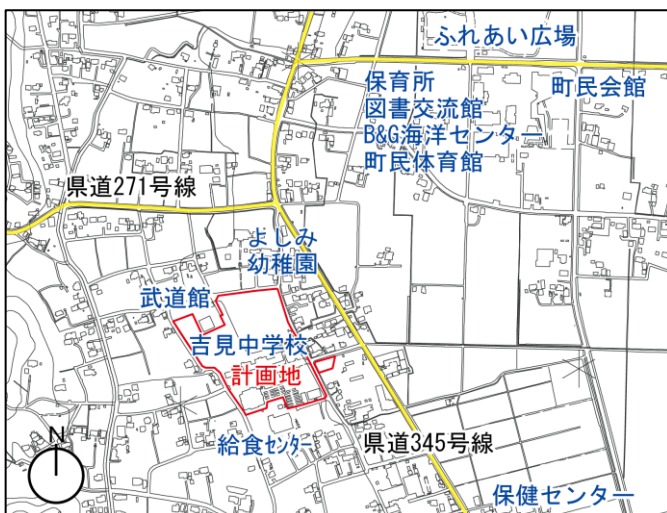 ふれあい広場
保育所
図書交流館
B&G海洋センター
町民体育館
町民会館
県道271号線
よしみ
幼稚園
武道館
吉見中学校
計画地
給食センター
県道345号線
保健センター
N